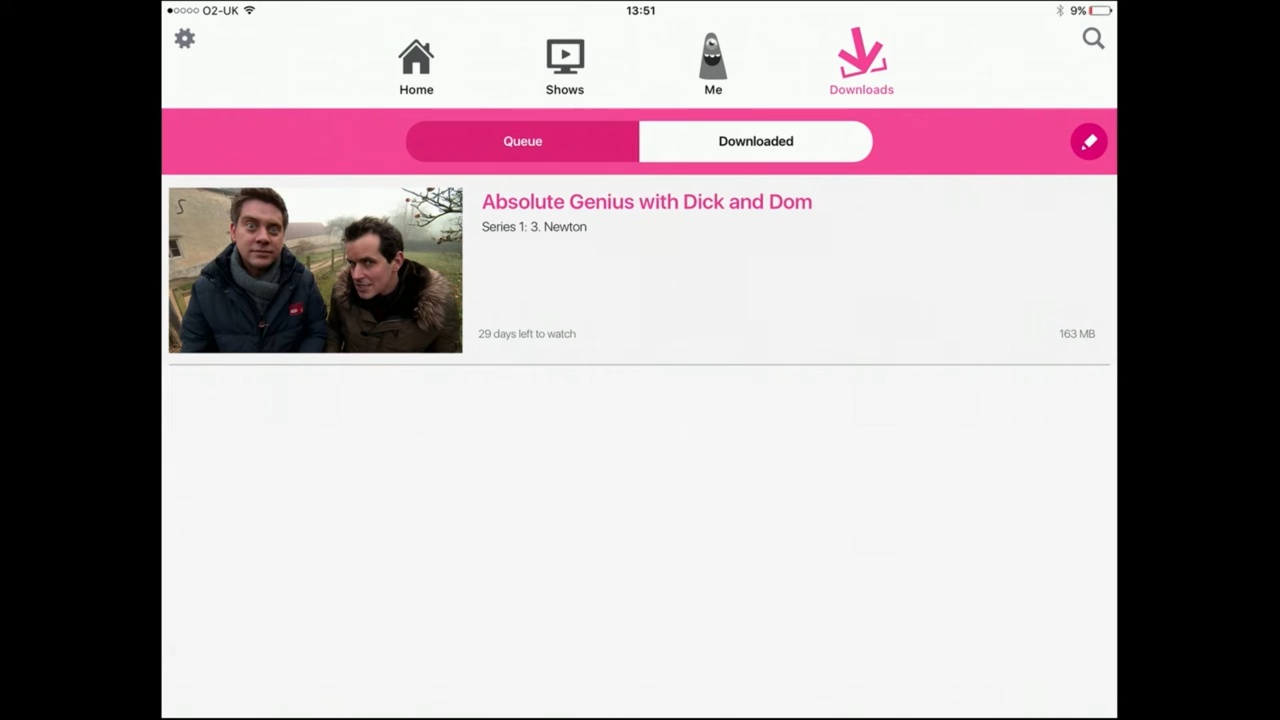 O2-UK
13:51
9%
Home
Shows
Me
Downloads
Queue
Downloaded
Absolute Genius with Dick and Dom
Series 1: 3. Newton
29 days left to watch
163 MB